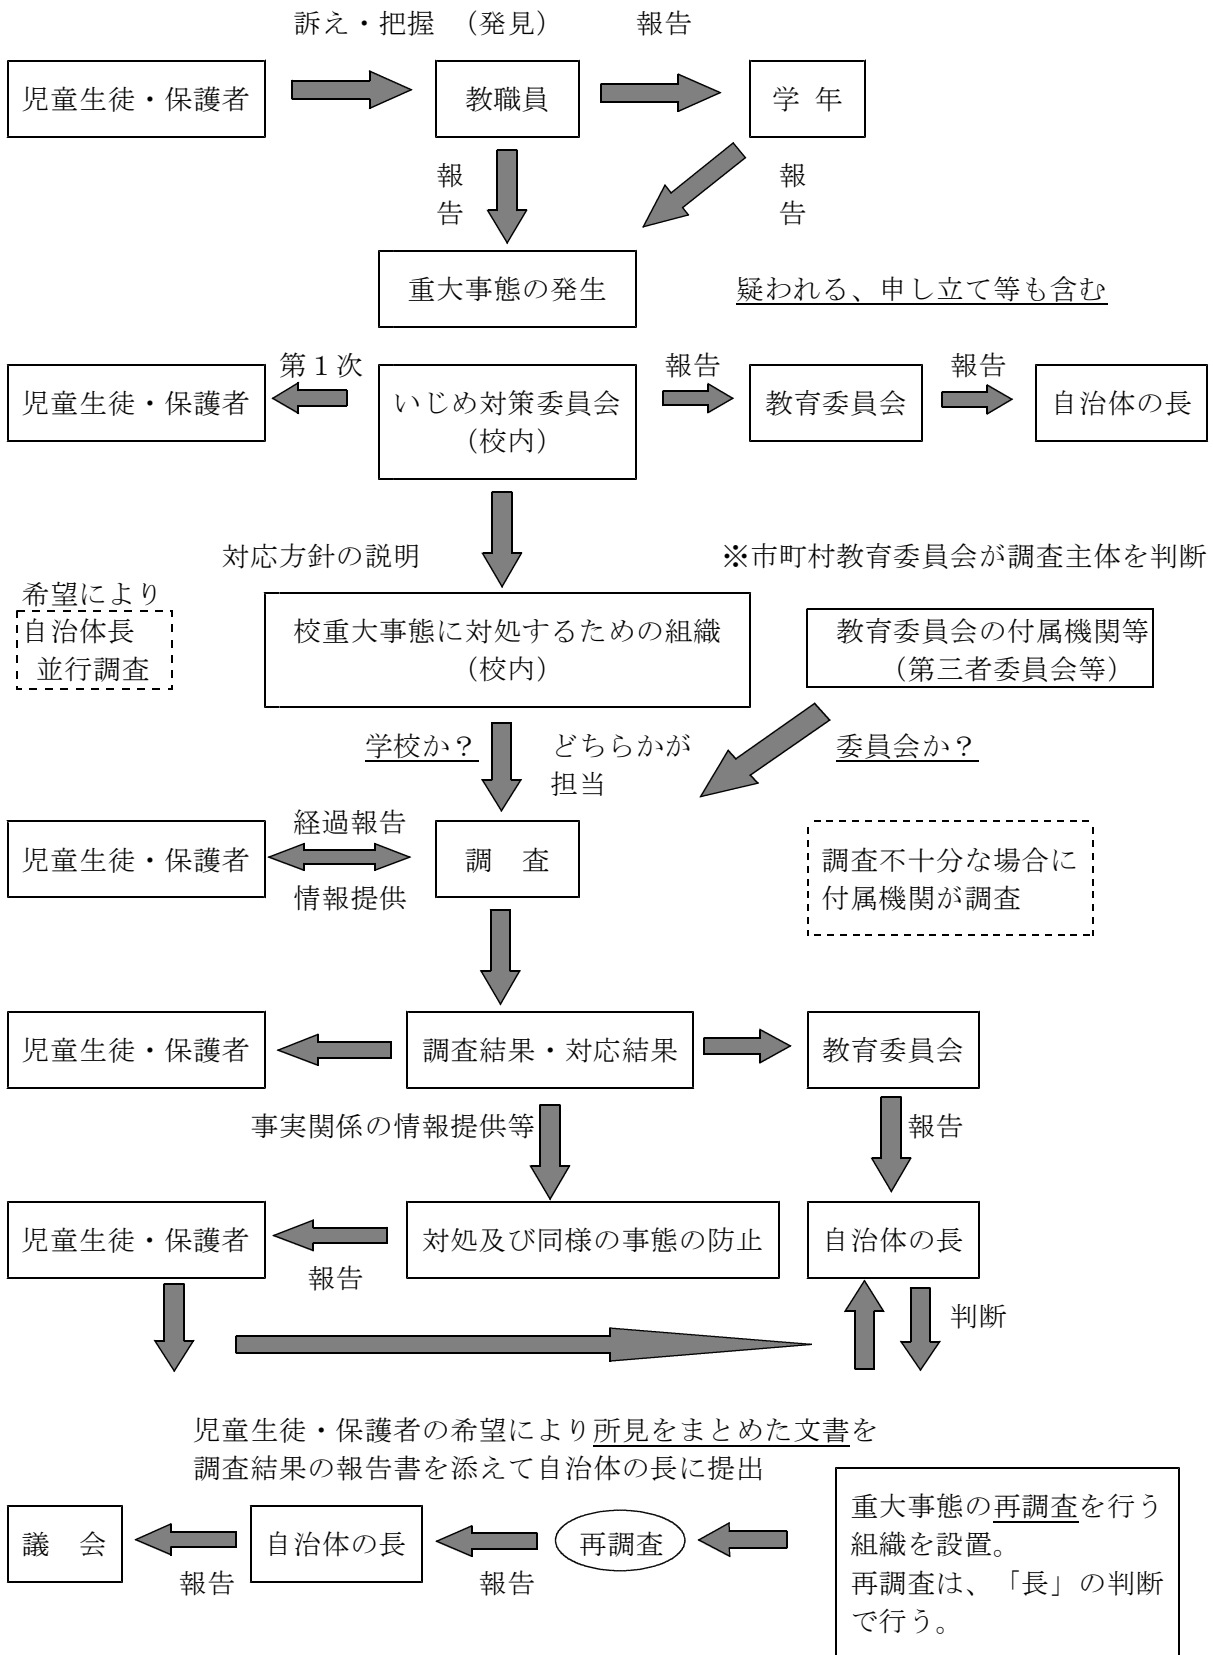 訴え・把握　（発見）　　　報告
児童生徒・保護者　教職員　学 年
報
告
報
告
重大事態の発生
疑われる、申し立て等も含む
第１次　報告　報告
児童生徒・保護者
いじめ対策委員会
（校内）
教育委員会
自治体の長
対応方針の説明
※市町村教育委員会が調査主体を判断
希望により
自治体長
並行調査
校重大事態に対処するための組織
（校内）
教育委員会の付属機関等
（第三者委員会等）
学校か？
どちらかが
担当
委員会か？
経過報告
児童生徒・保護者
情報提供
調　査
調査不十分な場合に
付属機関が調査
児童生徒・保護者
調査結果・対応結果
教育委員会
事実関係の情報提供等
報告
児童生徒・保護者
対処及び同様の事態の防止
自治体の長
報告
判断
児童生徒・保護者の希望により所見をまとめた文書を
調査結果の報告書を添えて自治体の長に提出
議　会
自治体の長
再調査
報告
報告
重大事態の再調査を行う
組織を設置。
再調査は、「長」の判断
で行う。